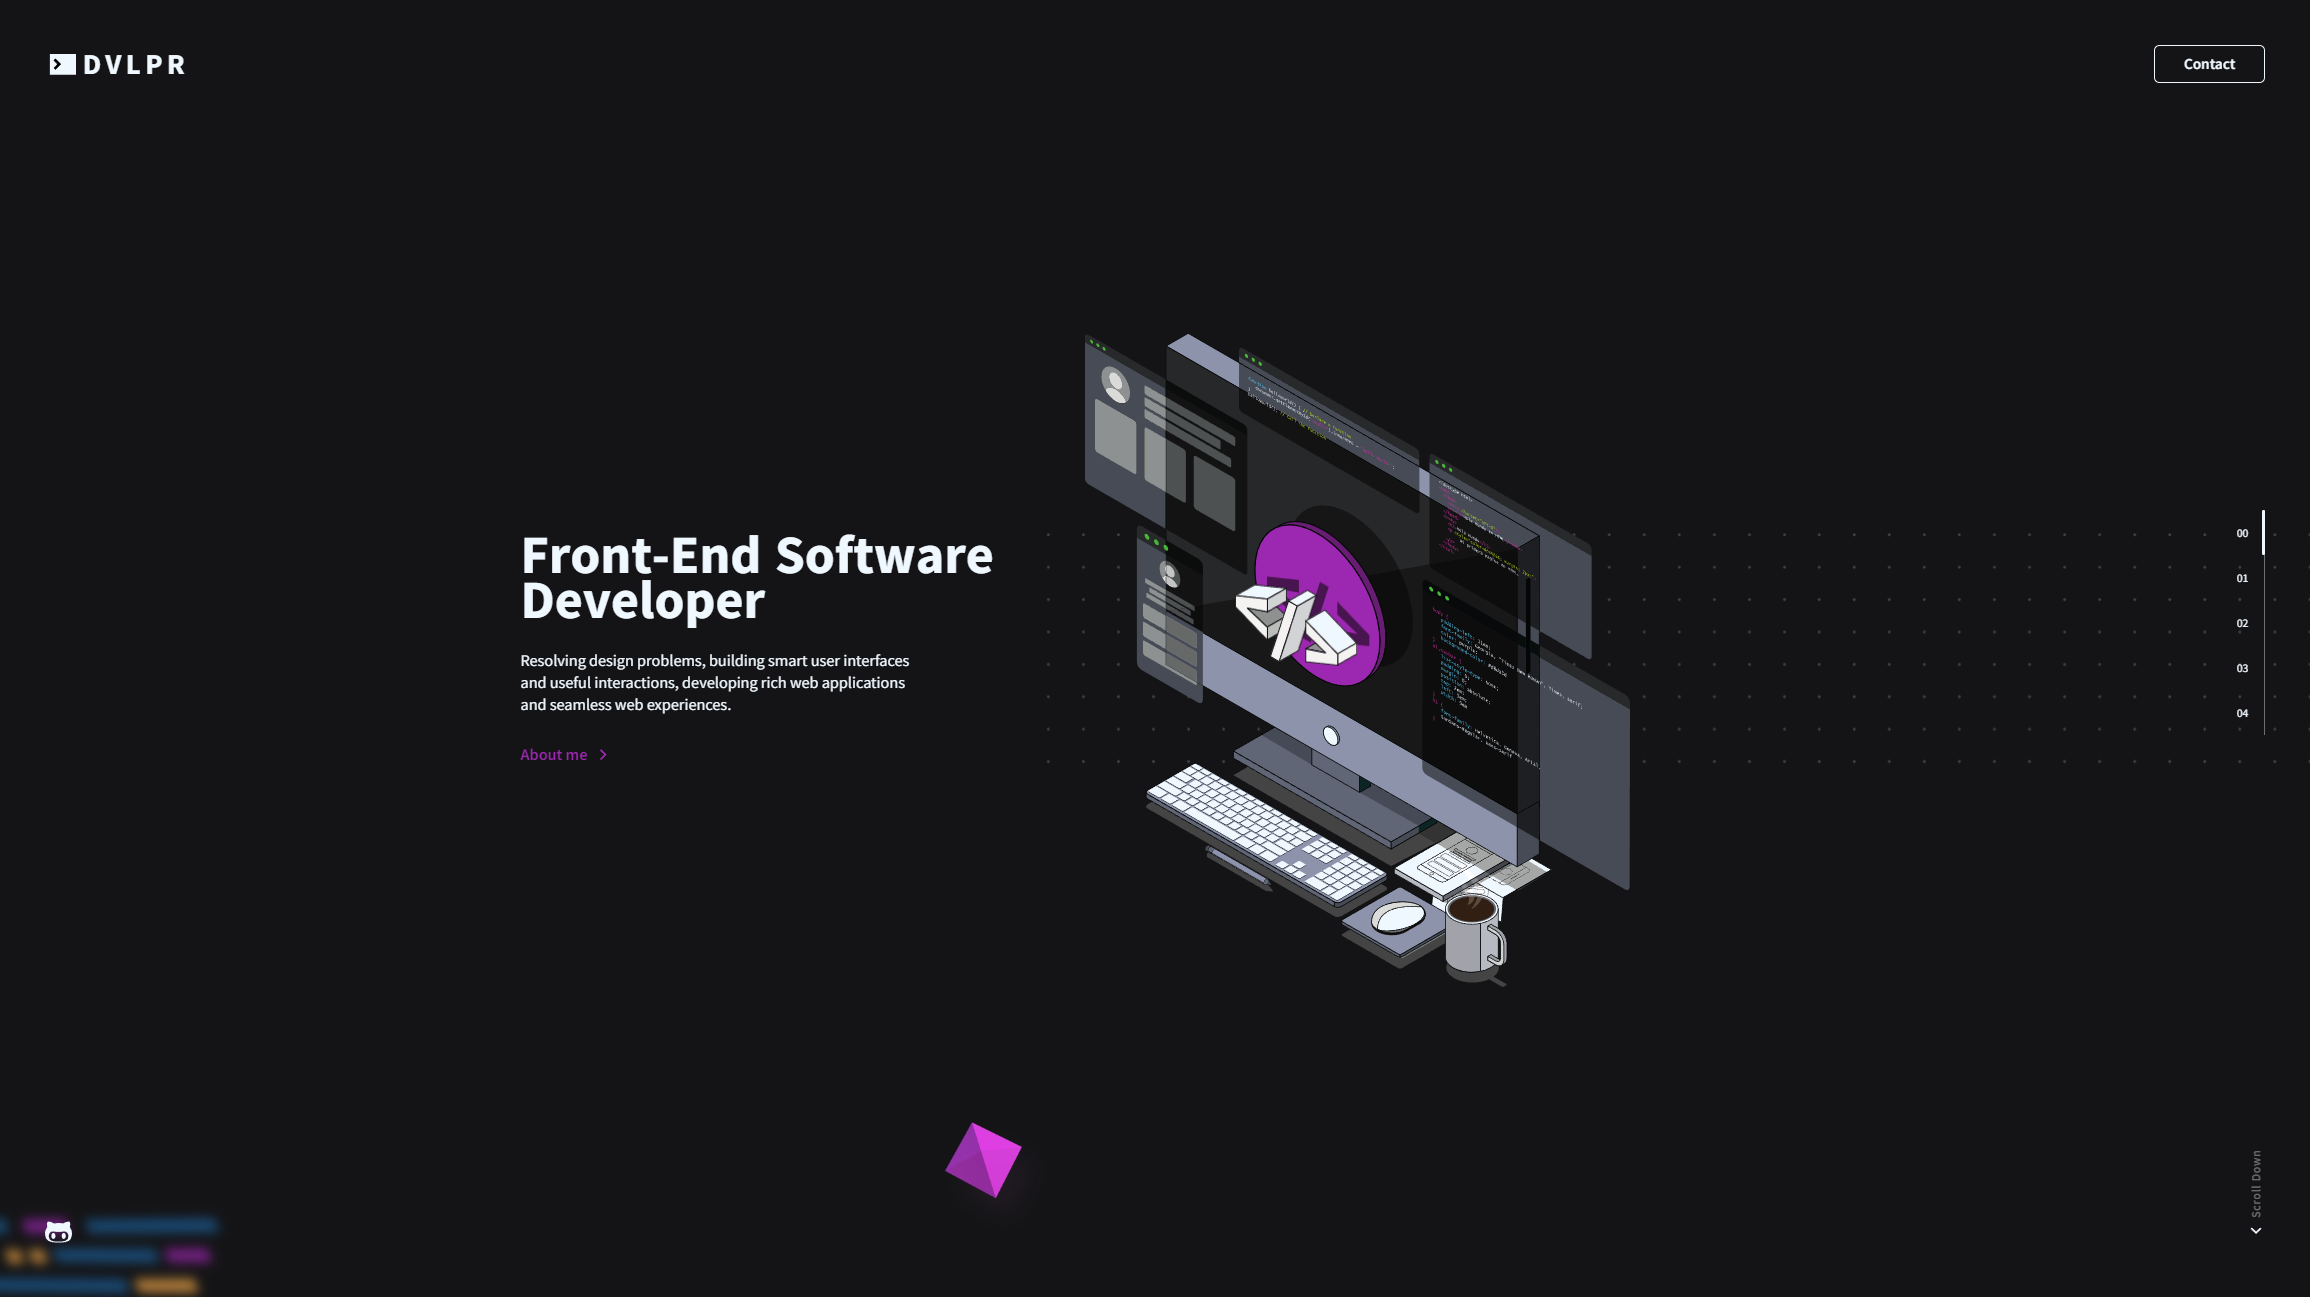 DVLPR
Contact
Front-End Software
Developer
Resolving design problems, building smart user interfaces
and useful interactions, developing rich web applications
and seamless web experiences.
About me
00
01
02
03
04
Scroll Down